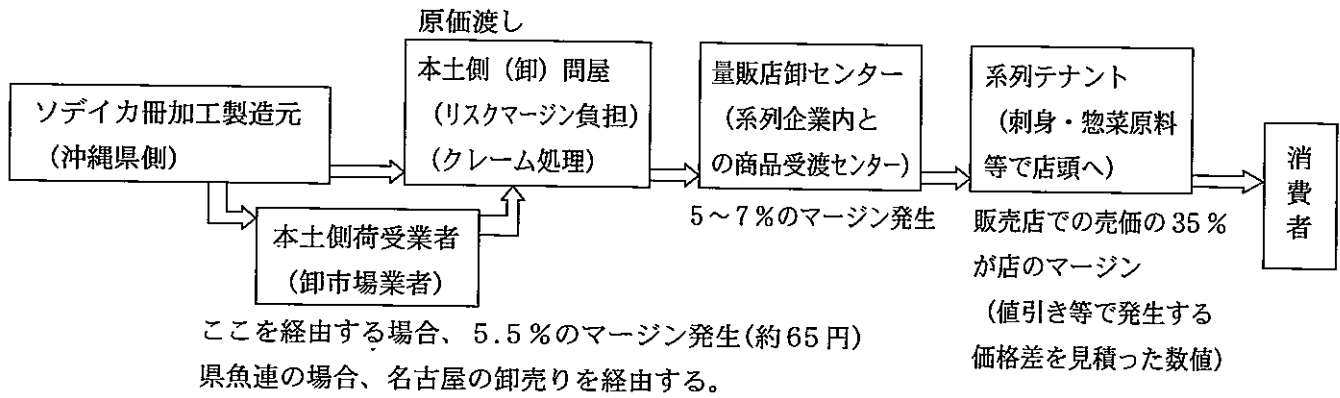 原価渡し
ソデイカ冊加工製造元
(沖縄県側)
本土側(卸)問屋
(リスクマージン負担)
(クレーム処理)
量販店卸センター
(系列企業内と
の商品受渡センター)
系列テナント
(刺身・惣菜原料
等で店頭へ)
消費者
本土側荷受業者
(卸市場業者)
5～7%のマージン発生
販売店での売価の35%
が店のマージン
(値引き等で発生する
価格差を見積った数値)
ここを経由する場合、5.5%のマージン発生(約65円)
県魚連の場合、名古屋の卸売りを経由する。